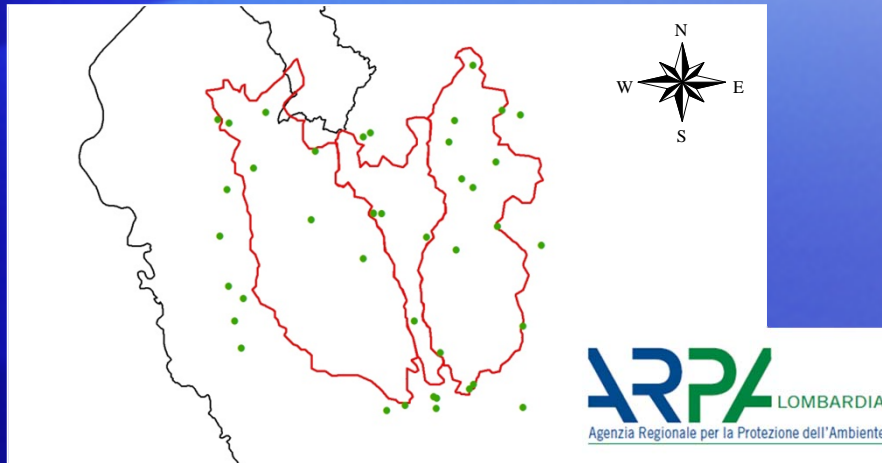 N
W E
S
ARPA LOMBARDIA
Agenzia Regionale per la Protezione dell'Ambiente